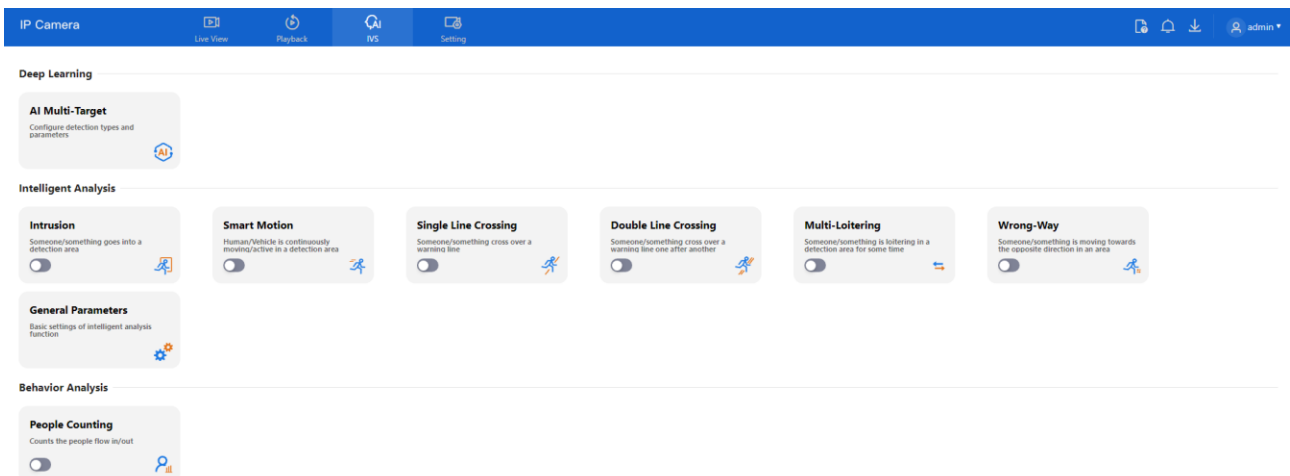 IP Camera
Live View
Playback
AI
IVS
Setting
admin
Deep Learning
AI Multi-Target
Configure detection types and
parameters
AI
Intelligent Analysis
Intrusion
Someone/something goes into a
detection area
Smart Motion
Human/Vehicle is continuously
moving/active in a detection area
Single Line Crossing
Someone/something cross over a
warning line
Double Line Crossing
Someone/something cross over a
warning line one after another
Multi-Loitering
Someone/something is loitering in a
detection area for some time
Wrong-Way
Someone/something is moving towards
the opposite direction in an area
General Parameters
Basic settings of intelligent analysis
function
Behavior Analysis
People Counting
Counts the people flow in/out